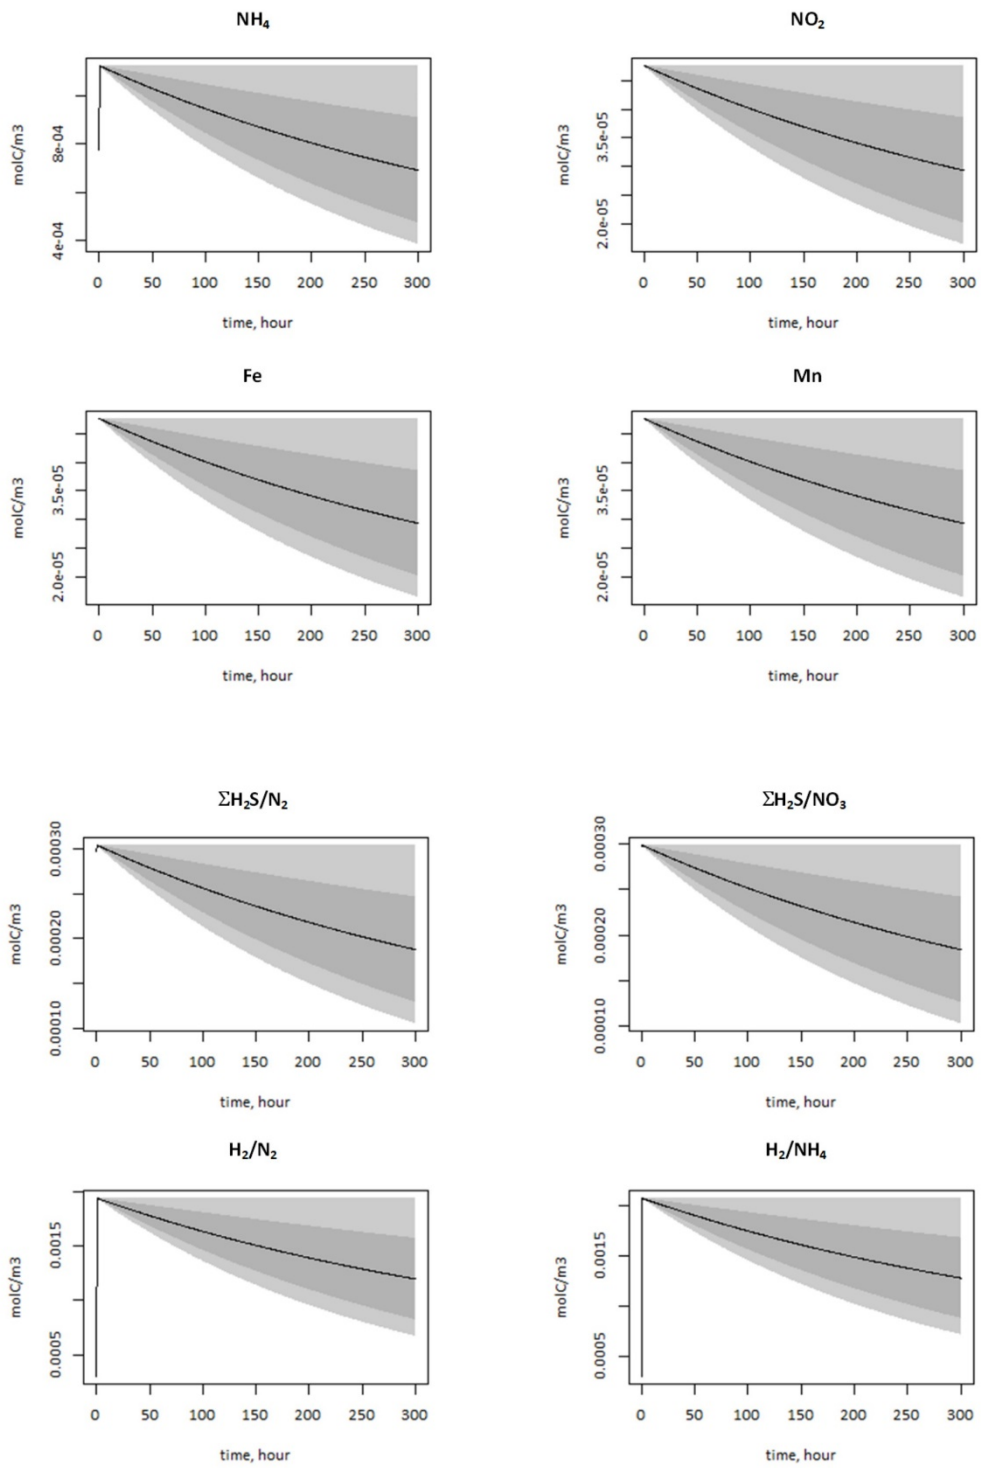 NH₄
NO₂
molC/m3
8e-04
4e-04
0 50 100 150 200 250 300
time, hour
molC/m3
3.5e-05
2.0e-05
0 50 100 150 200 250 300
time, hour
Fe
Mn
molC/m3
3.5e-05
2.0e-05
0 50 100 150 200 250 300
time, hour
molC/m3
3.5e-05
2.0e-05
0 50 100 150 200 250 300
time, hour
ΣH₂S/N₂
ΣH₂S/NO₃
molC/m3
0.00030
0.00020
0.00010
0 50 100 150 200 250 300
time, hour
molC/m3
0.00030
0.00020
0.00010
0 50 100 150 200 250 300
time, hour
H₂/N₂
H₂/NH₄
molC/m3
0.0015
0.0005
0 50 100 150 200 250 300
time, hour
molC/m3
0.0015
0.0005
0 50 100 150 200 250 300
time, hour